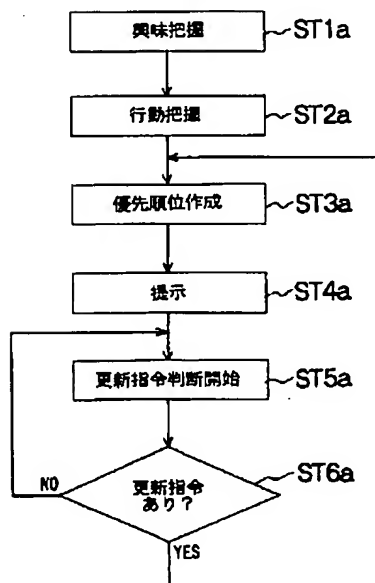 興味把握 ST1a
行動把握 ST2a
優先順位作成 ST3a
提示 ST4a
更新指令判断開始 ST5a
更新指令
あり？
ST6a
NO
YES